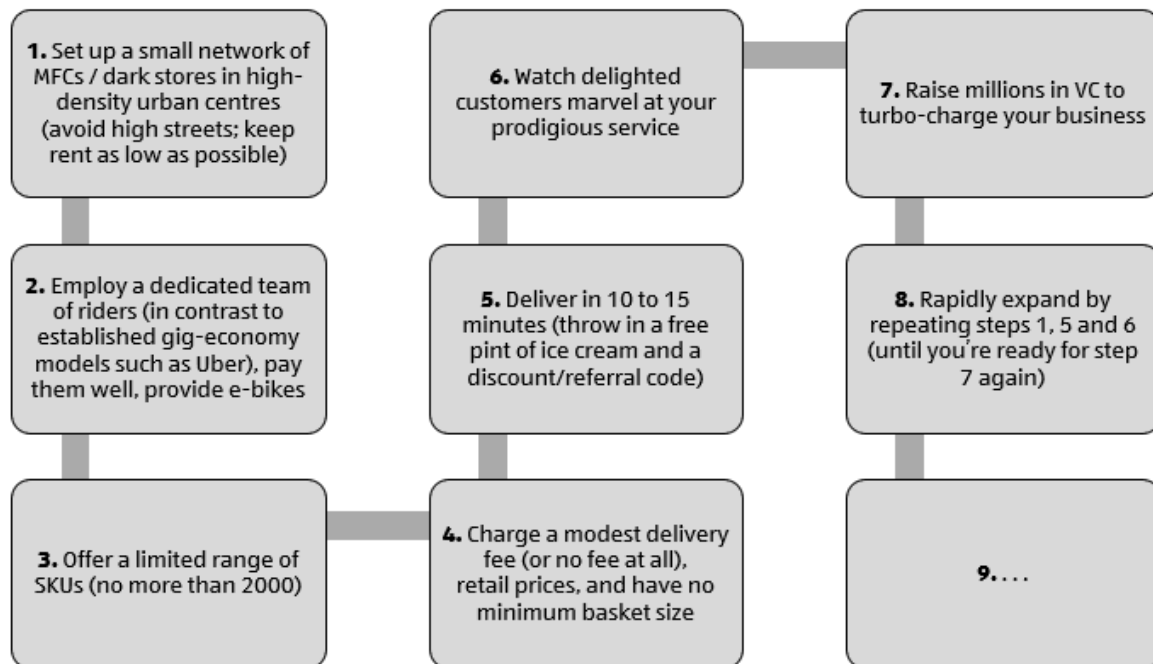 1. Set up a small network of
MFCs / dark stores in high-
density urban centres
(avoid high streets; keep
rent as low as possible)
2. Employ a dedicated team
of riders (in contrast to
established gig-economy
models such as Uber), pay
them well, provide e-bikes
3. Offer a limited range of
SKUs (no more than 2000)
4. Charge a modest delivery
fee (or no fee at all),
retail prices, and have no
minimum basket size
5. Deliver in 10 to 15
minutes (throw in a free
pint of ice cream and a
discount/referral code)
6. Watch delighted
customers marvel at your
prodigious service
7. Raise millions in VC to
turbo-charge your business
8. Rapidly expand by
repeating steps 1, 5 and 6
(until you're ready for step
7 again)
9. . . .